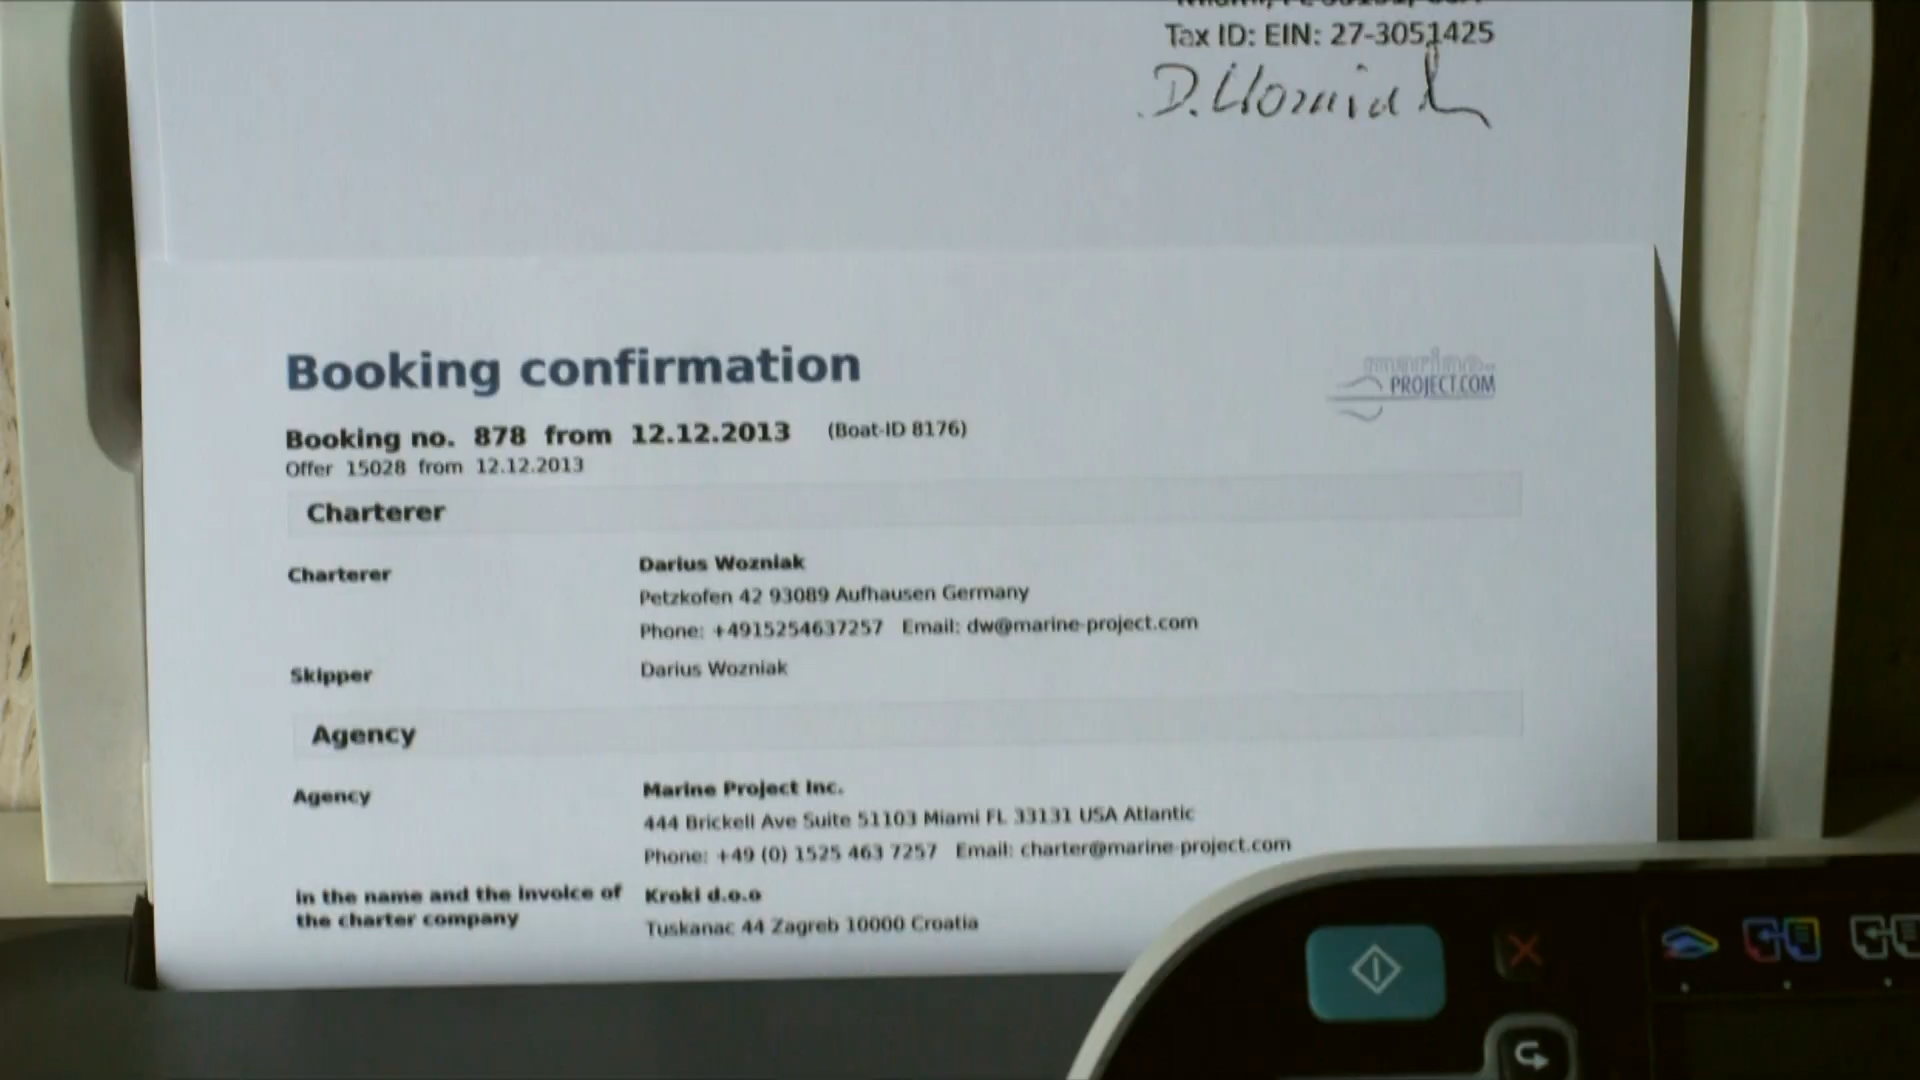 Tax ID: EIN: 27-3051425
D. Wozniak
Booking confirmation
marine
PROJECT.COM
Booking no. 878 from 12.12.2013 (Boat-ID 8176)
Offer 15028 from 12.12.2013
Charterer
Charterer Darius Wozniak
Petzkofen 42 93089 Aufhausen Germany
Phone: +4915254637257 Email: dw@marine-project.com
Skipper Darius Wozniak
Agency
Agency Marine Project Inc.
444 Brickell Ave Suite 51103 Miami FL 33131 USA Atlantic
Phone: +49 (0) 1525 463 7257 Email: charter@marine-project.com
in the name and the invoice of Kroki d.o.o
the charter company Tuskanac 44 Zagreb 10000 Croatia